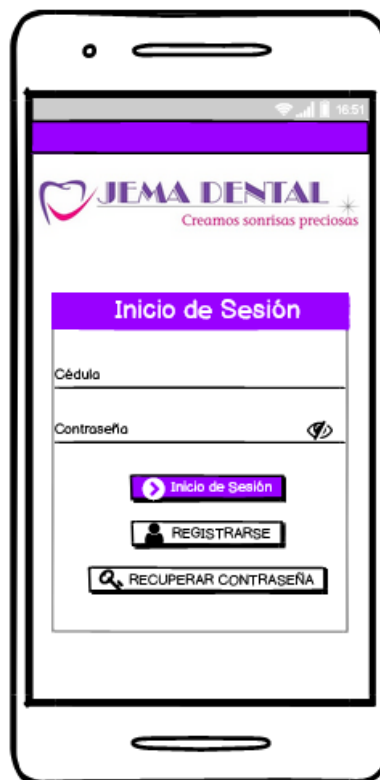 16:51
JEMA DENTAL
Creamos sonrisas preciosas
Inicio de Sesión
Cédula
Contraseña
Inicio de Sesión
REGISTRARSE
RECUPERAR CONTRASEÑA